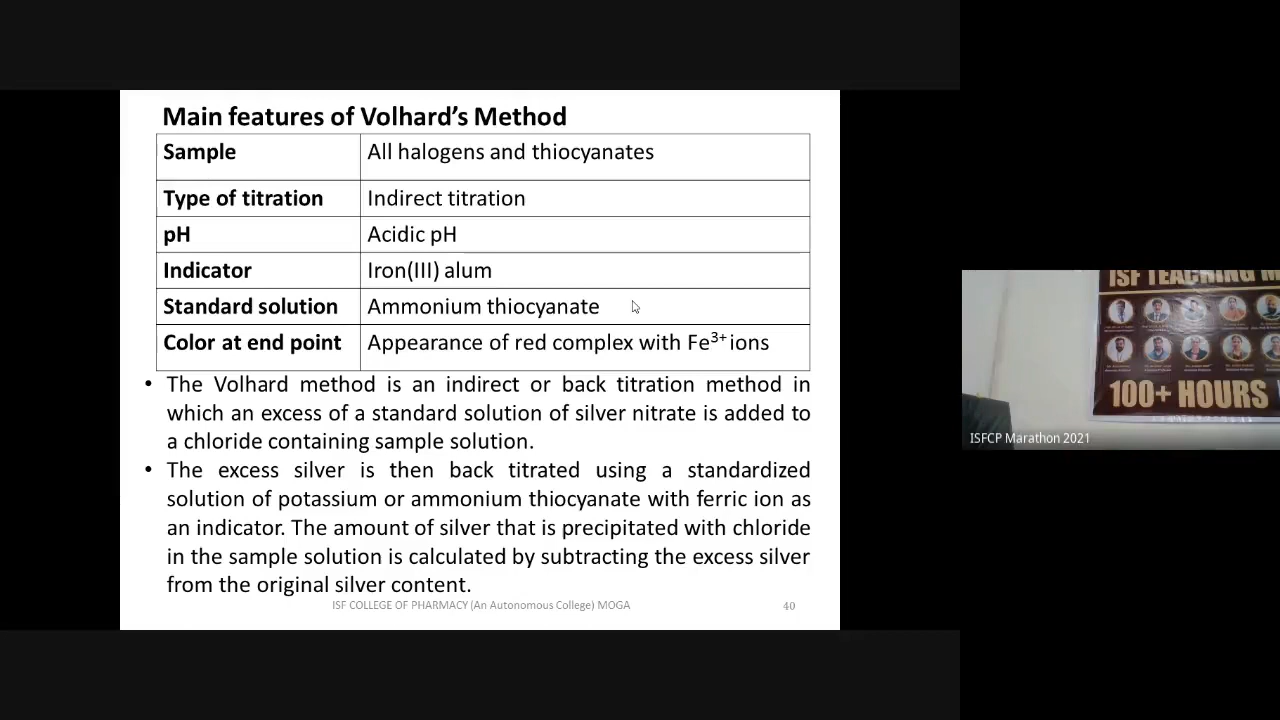 Main features of Volhard's Method
Sample All halogens and thiocyanates
Type of titration Indirect titration
pH Acidic pH
Indicator Iron(III) alum
Standard solution Ammonium thiocyanate
Color at end point Appearance of red complex with Fe³⁺ ions
• The Volhard method is an indirect or back titration method in
which an excess of a standard solution of silver nitrate is added to
a chloride containing sample solution.
• The excess silver is then back titrated using a standardized
solution of potassium or ammonium thiocyanate with ferric ion as
an indicator. The amount of silver that is precipitated with chloride
in the sample solution is calculated by subtracting the excess silver
from the original silver content.
ISF COLLEGE OF PHARMACY (An Autonomous College) MOGA 40
ISF TEACHING
100+ HOURS
ISFCP Marathon 2021